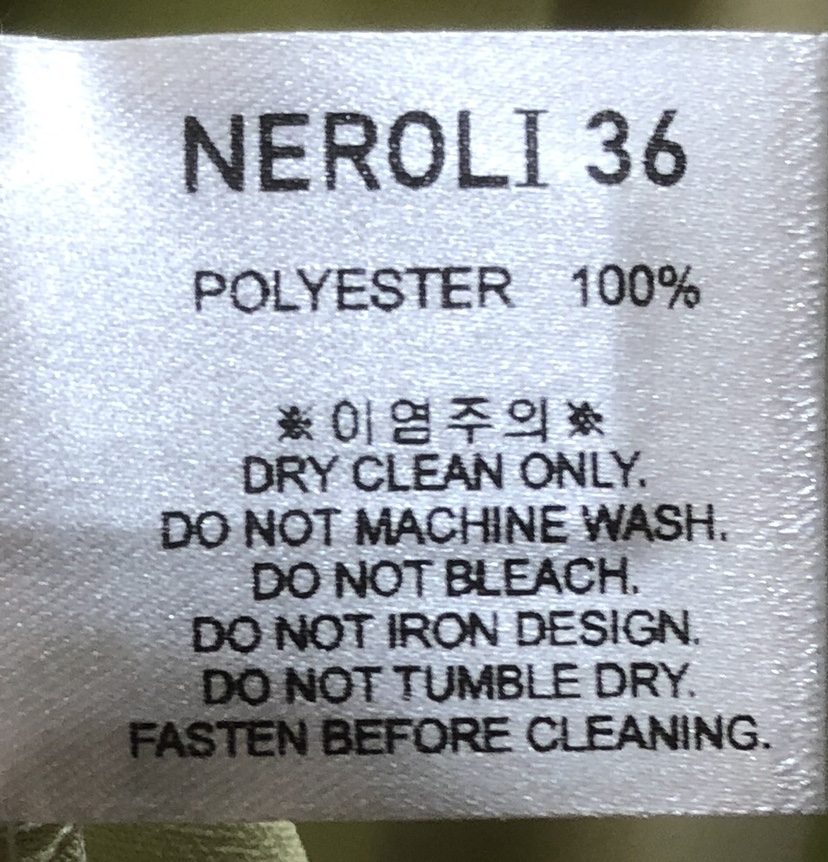 NEROLI 36
POLYESTER 100%
※이염주의※
DRY CLEAN ONLY.
DO NOT MACHINE WASH.
DO NOT BLEACH.
DO NOT IRON DESIGN.
DO NOT TUMBLE DRY.
FASTEN BEFORE CLEANING.